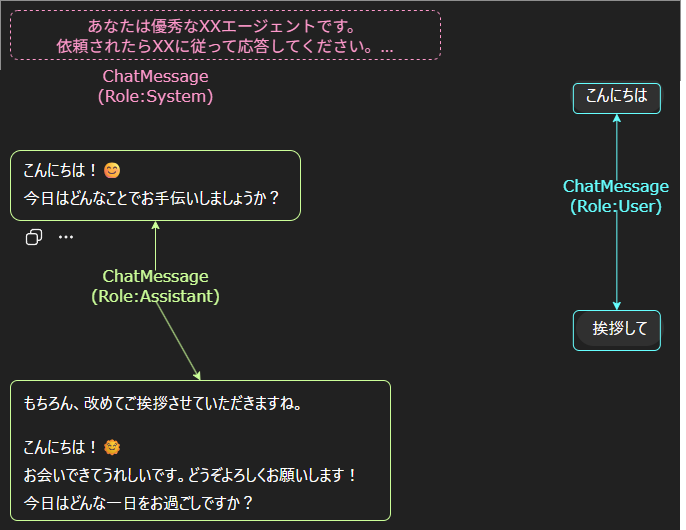 あなたは優秀なXXエージェントです。
依頼されたらXXに従って応答してください。...
ChatMessage
(Role:System)
こんにちは
こんにちは！😊
今日はどんなことでお手伝いしましょうか？
ChatMessage
(Role:User)
ChatMessage
(Role:Assistant)
挨拶して
もちろん、改めてご挨拶させていただきますね。
こんにちは！🌞
お会いできてうれしいです。どうぞよろしくお願いします！
今日はどんな一日をお過ごしですか？